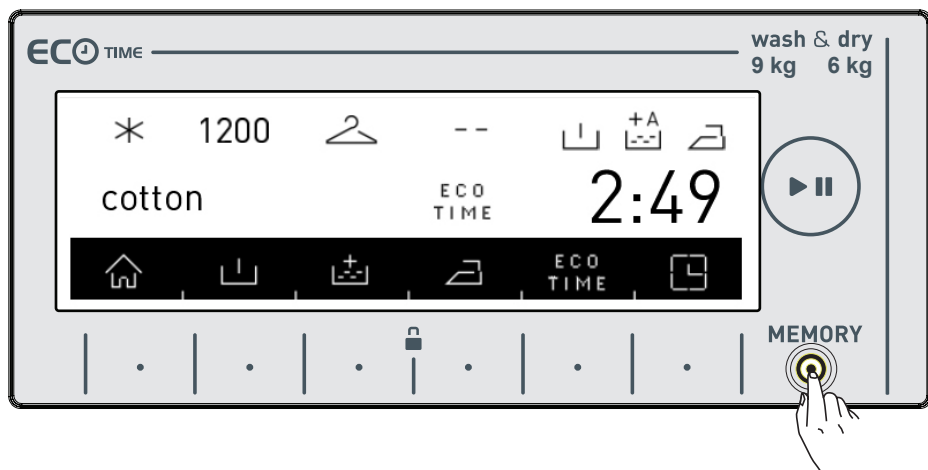 ECO TIME
wash & dry
9 kg 6 kg
1200 -- +A
cotton ECO TIME 2:49
ECO TIME
MEMORY